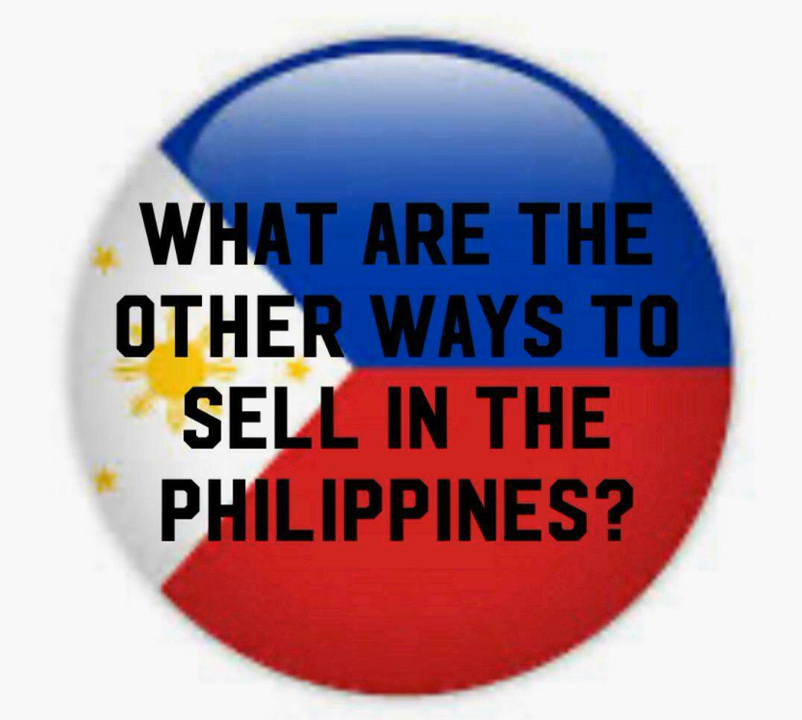 WHAT ARE THE
OTHER WAYS TO
SELL IN THE
PHILIPPINES?